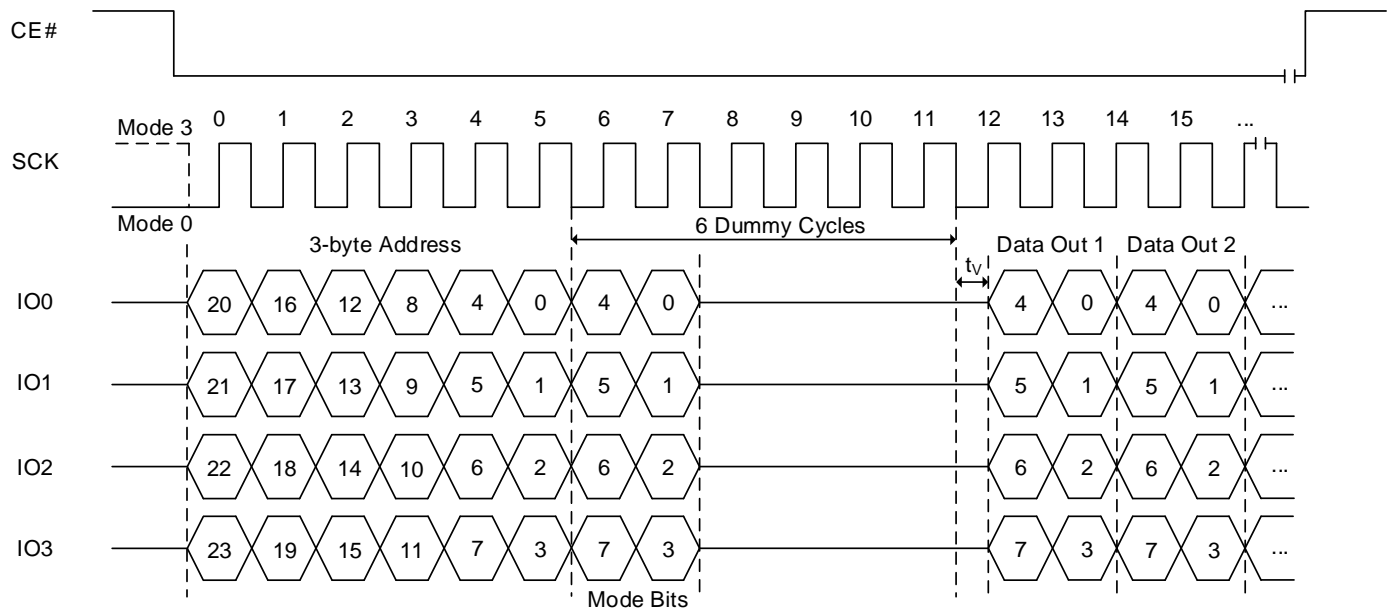 CE#
Mode 3 0 1 2 3 4 5 6 7 8 9 10 11 12 13 14 15 ...
SCK
Mode 0
6 Dummy Cycles
3-byte Address Data Out 1 Data Out 2
tV
IO0 20 16 12 8 4 0 4 0 4 0 4 0 ...
IO1 21 17 13 9 5 1 5 1 5 1 5 1 ...
IO2 22 18 14 10 6 2 6 2 6 2 6 2 ...
IO3 23 19 15 11 7 3 7 3 7 3 7 3 ...
Mode Bits